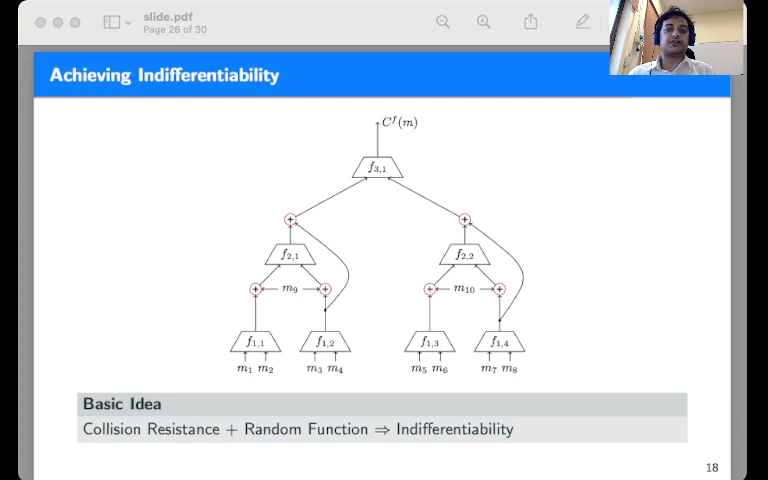 slide.pdf
Page 26 of 30
Achieving Indifferentiability
C^f(m)
f_{3,1}
f_{2,1} f_{2,2}
m_9 m_{10}
f_{1,1} f_{1,2} f_{1,3} f_{1,4}
m_1 m_2 m_3 m_4 m_5 m_6 m_7 m_8
Basic Idea
Collision Resistance + Random Function ⇒ Indifferentiability
18